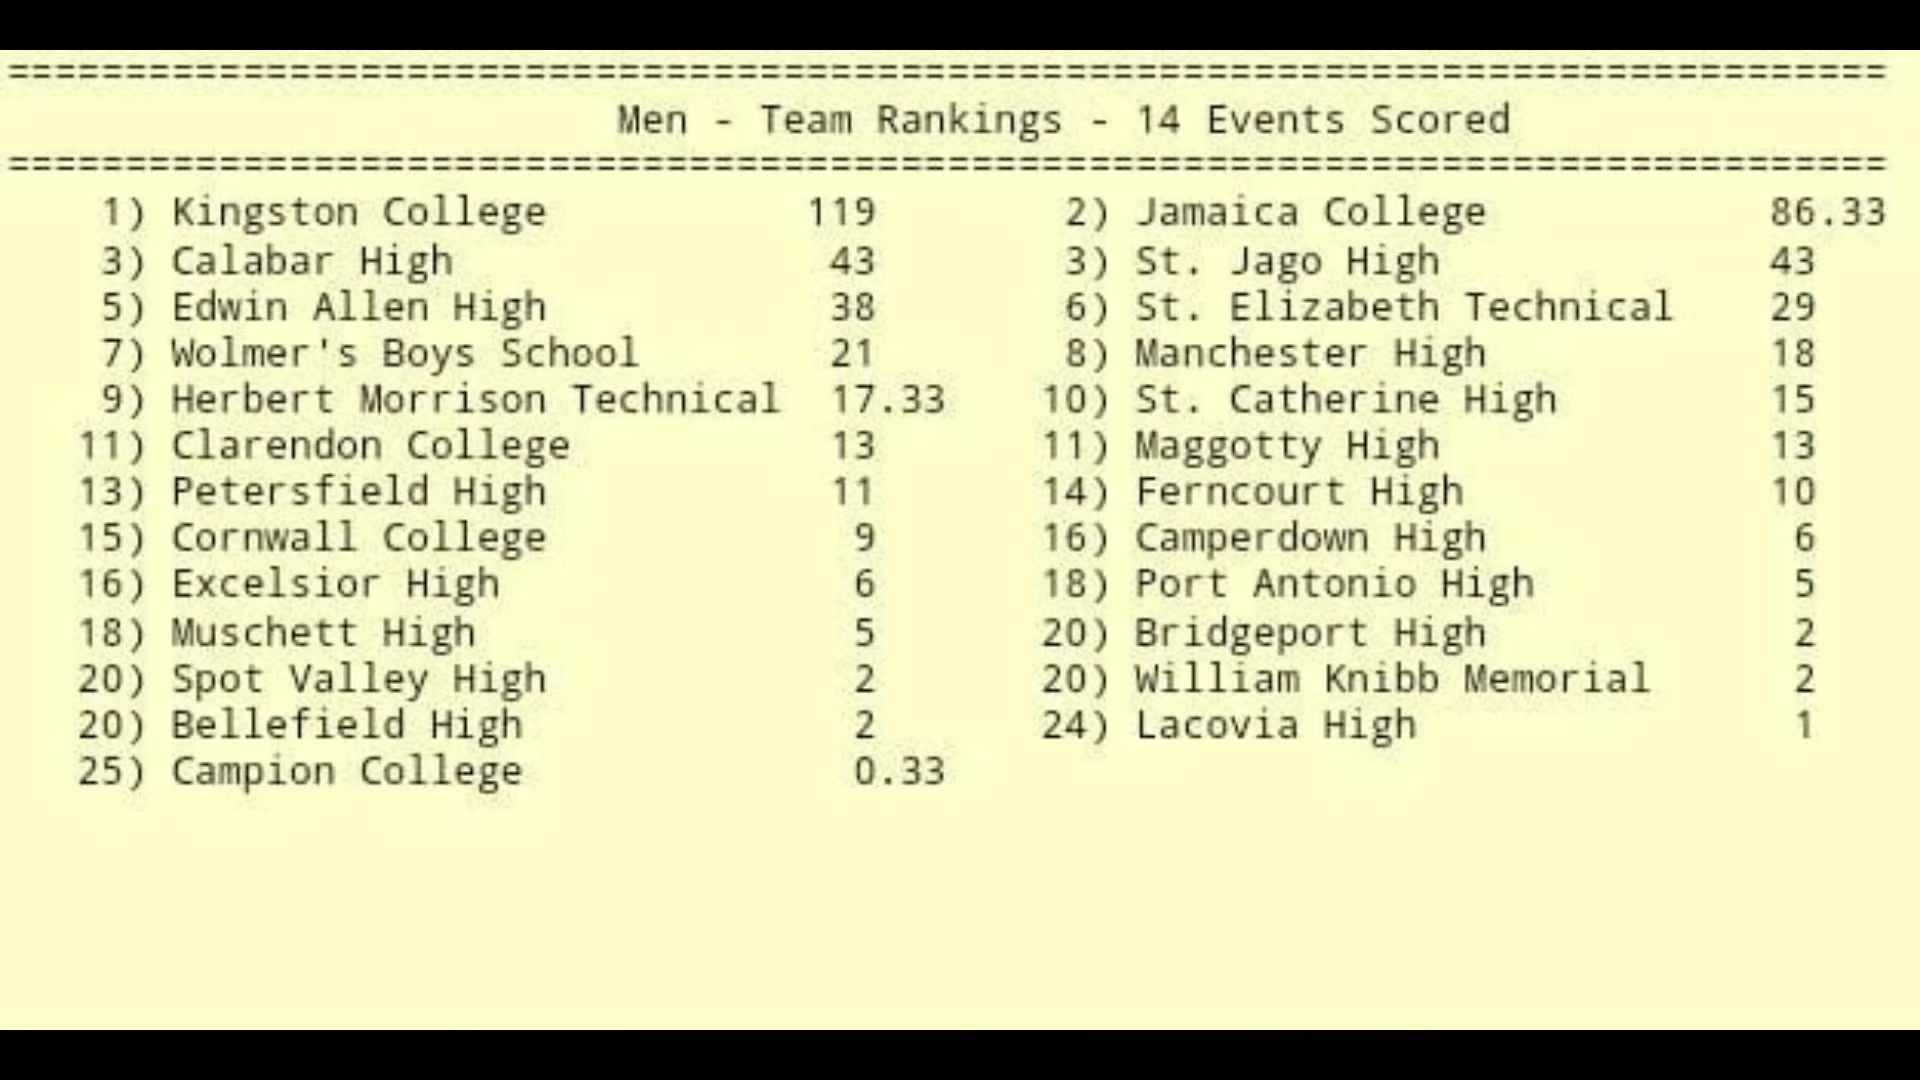 ================================================================================
Men - Team Rankings - 14 Events Scored
================================================================================
1) Kingston College 119 2) Jamaica College 86.33
3) Calabar High 43 3) St. Jago High 43
5) Edwin Allen High 38 6) St. Elizabeth Technical 29
7) Wolmer's Boys School 21 8) Manchester High 18
9) Herbert Morrison Technical 17.33 10) St. Catherine High 15
11) Clarendon College 13 11) Maggotty High 13
13) Petersfield High 11 14) Ferncourt High 10
15) Cornwall College 9 16) Camperdown High 6
16) Excelsior High 6 18) Port Antonio High 5
18) Muschett High 5 20) Bridgeport High 2
20) Spot Valley High 2 20) William Knibb Memorial 2
20) Bellefield High 2 24) Lacovia High 1
25) Campion College 0.33